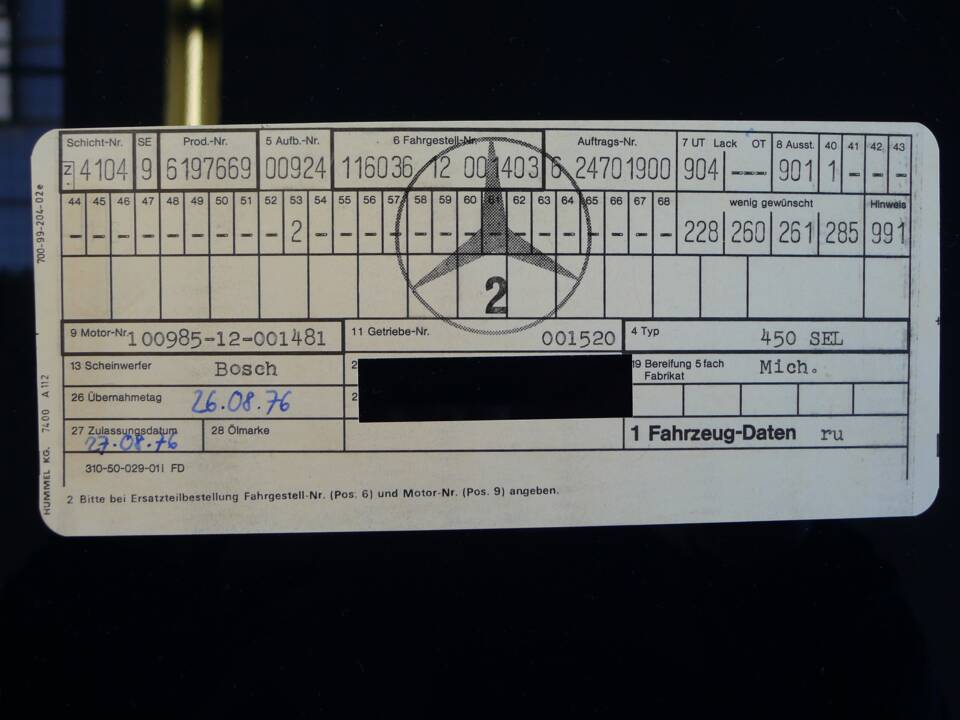 Schicht-Nr. SE Prod.-Nr. 5 Aufb.-Nr. 6 Fahrgestell-Nr. Auftrags-Nr. 7 UT Lack OT 8 Ausst. 40 41 42 43
Z 4104 9 6197669 00924 116036 12 001403 6 2470 1900 904 --- 901 1 - - -
44 45 46 47 48 49 50 51 52 53 54 55 56 57 58 59 60 61 62 63 64 65 66 67 68 wenig gewünscht Hinweis
- - - - - - - - - 2 - - - - - - - - - - - - - - - 228 260 261 285 991
2
9 Motor-Nr. 100985-12-001481 11 Getriebe-Nr. 001520 4 Typ 450 SEL
13 Scheinwerfer Bosch 2 19 Bereifung 5 fach Mich.
Fabrikat
26 Übernahmetag 26.08.76 2
27 Zulassungsdatum 28 Ölmarke 1 Fahrzeug-Daten ru
27.08.76
310-50-029-01I FD
2 Bitte bei Ersatzteilbestellung Fahrgestell-Nr. (Pos. 6) und Motor-Nr. (Pos. 9) angeben.
HUMMEL KG. 7400 A 112 700-99-204-02e